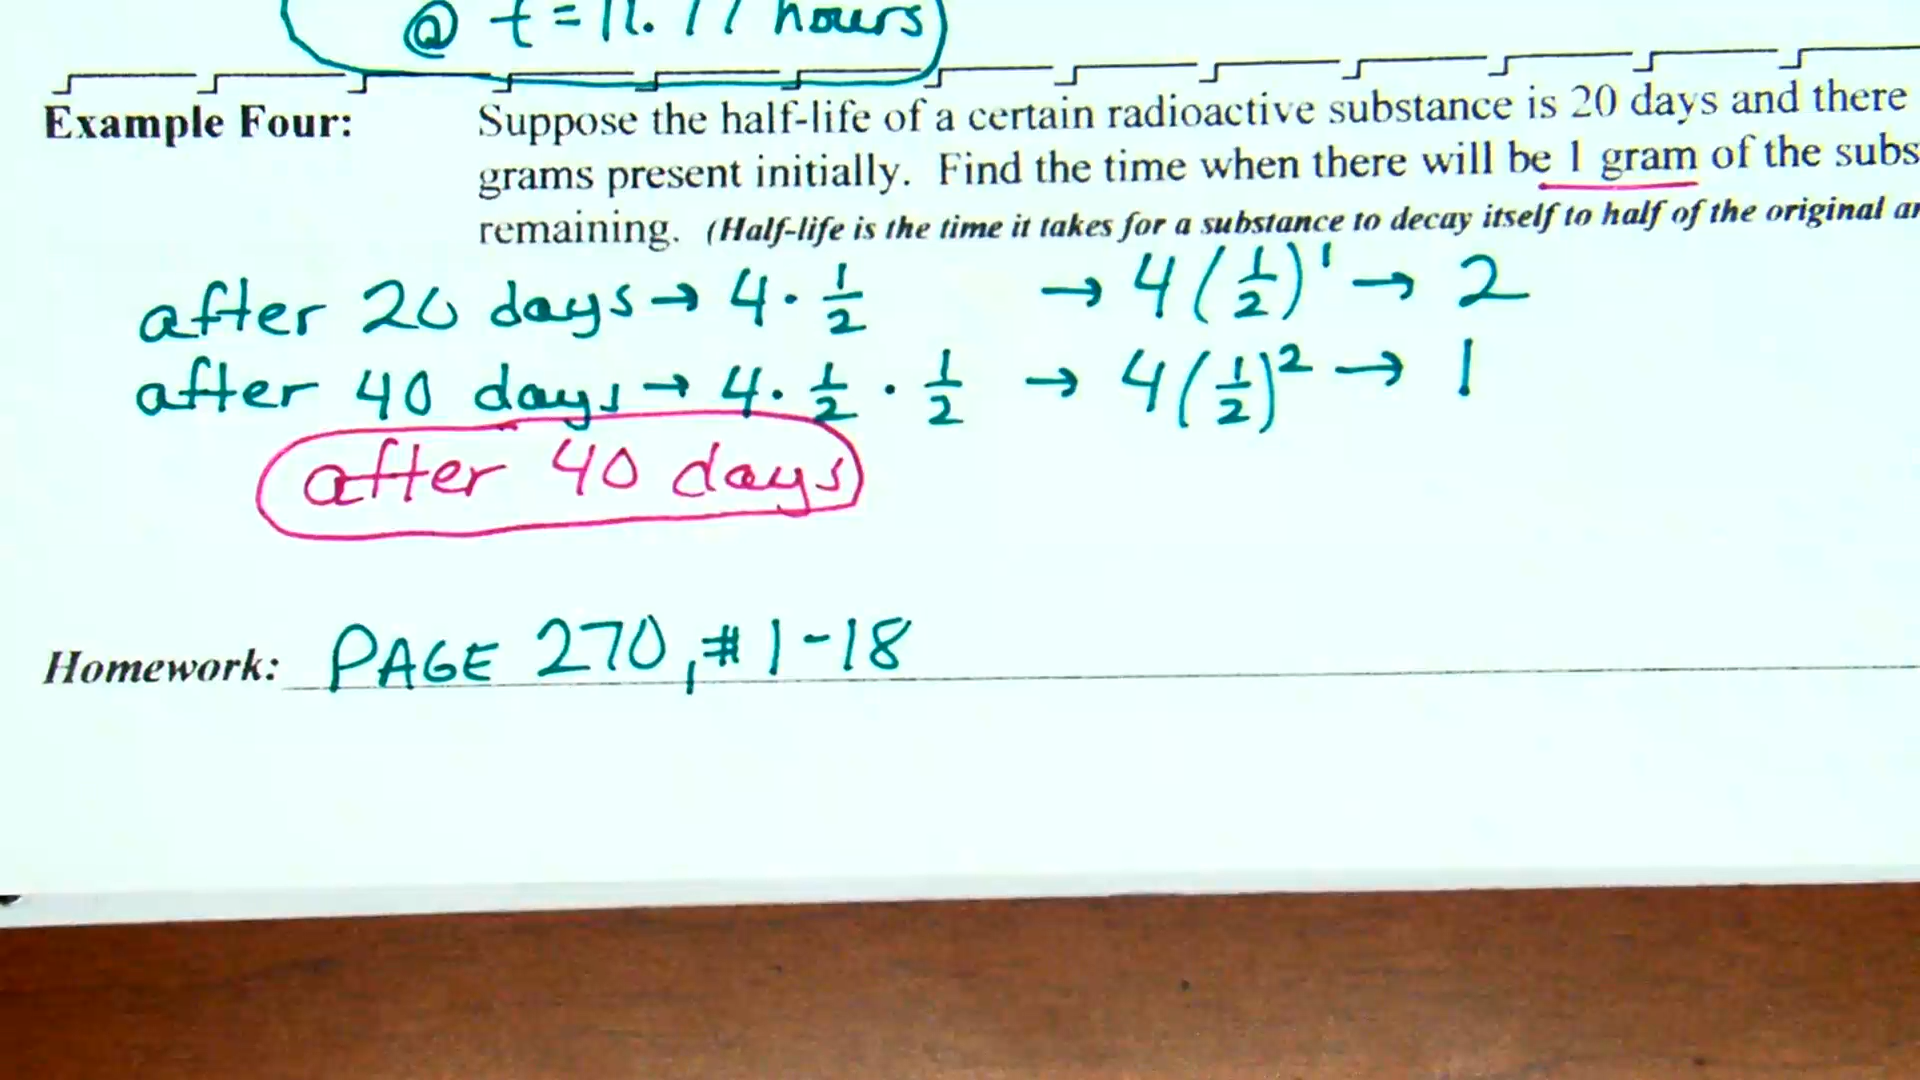 @ t = 11.77 hours
Example Four: Suppose the half-life of a certain radioactive substance is 20 days and there
grams present initially. Find the time when there will be 1 gram of the subs
remaining. (Half-life is the time it takes for a substance to decay itself to half of the original
after 20 days → 4 · 1/2 → 4(1/2)¹ → 2
after 40 days → 4 · 1/2 · 1/2 → 4(1/2)² → 1
after 40 days
Homework: PAGE 270, # 1-18